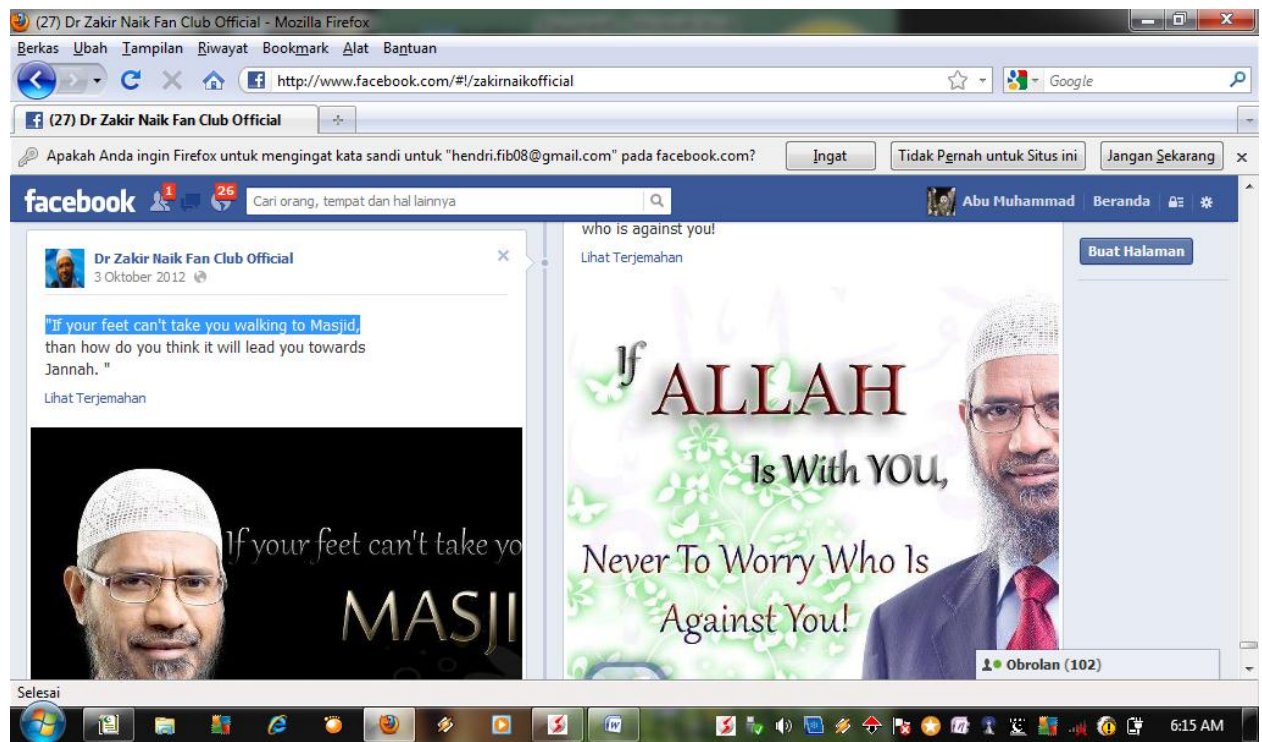 (27) Dr Zakir Naik Fan Club Official - Mozilla Firefox
Berkas Ubah Tampilan Riwayat Bookmark Alat Bantuan
http://www.facebook.com/#!/zakirnaikofficial
Google
(27) Dr Zakir Naik Fan Club Official
Apakah Anda ingin Firefox untuk mengingat kata sandi untuk "hendri.fib08@gmail.com" pada facebook.com? Ingat Tidak Pernah untuk Situs ini Jangan Sekarang
facebook 1 26 Cari orang, tempat dan hal lainnya Abu Muhammad Beranda
Dr Zakir Naik Fan Club Official
3 Oktober 2012
"If your feet can't take you walking to Masjid,
than how do you think it will lead you towards
Jannah. "
Lihat Terjemahan
If your feet can't take yo
MASJI
who is against you!
Lihat Terjemahan
If
ALLAH
Is With YOU,
Never To Worry Who Is
Against You!
Buat Halaman
Obrolan (102)
Selesai
6:15 AM